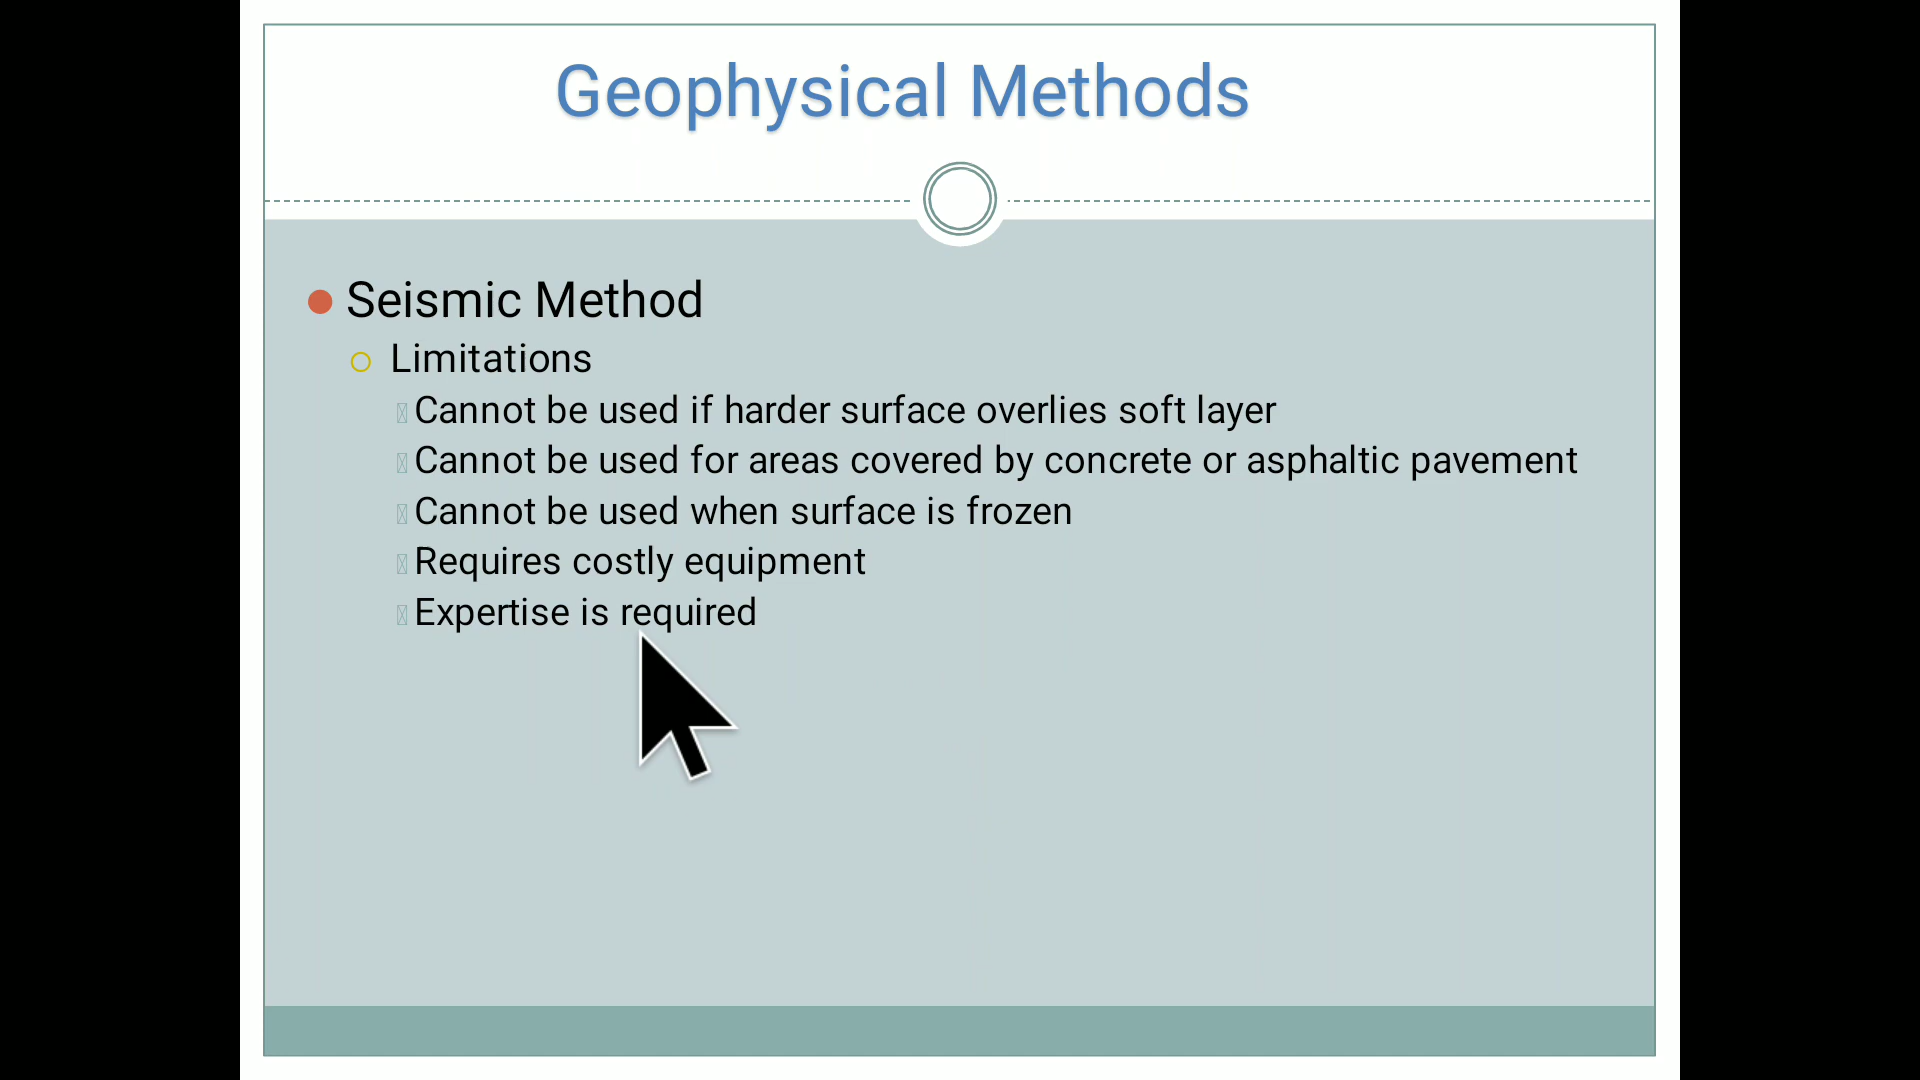 Geophysical Methods
Seismic Method
Limitations
Cannot be used if harder surface overlies soft layer
Cannot be used for areas covered by concrete or asphaltic pavement
Cannot be used when surface is frozen
Requires costly equipment
Expertise is required